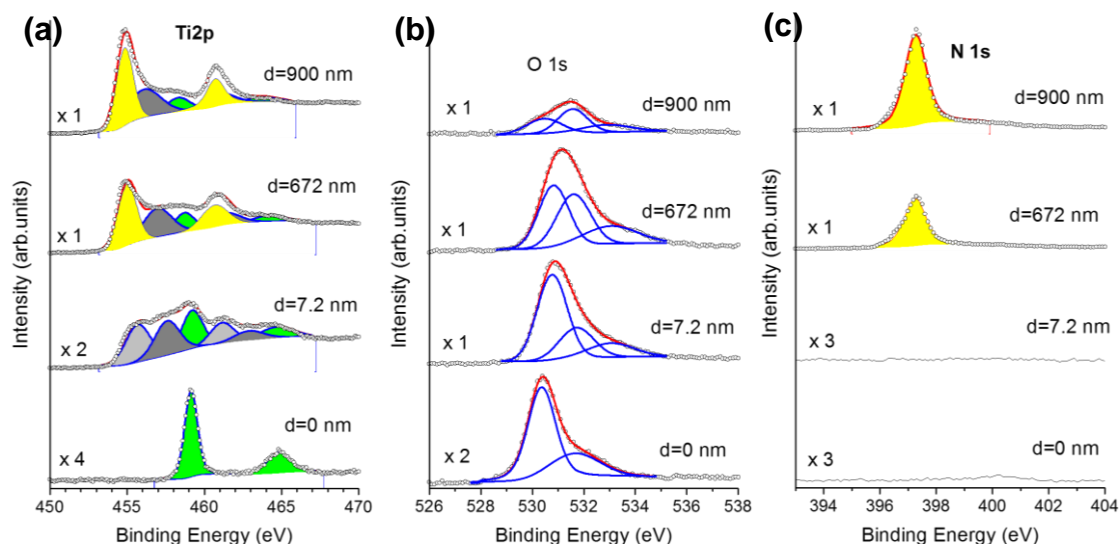 (a)
Ti2p
d=900 nm
x 1
d=672 nm
x 1
d=7.2 nm
x 2
d=0 nm
x 4
Intensity (arb.units)
450 455 460 465 470
Binding Energy (eV)
(b)
O 1s
d=900 nm
x 1
d=672 nm
x 1
d=7.2 nm
x 1
d=0 nm
x 2
Intensity (arb.units)
526 528 530 532 534 536 538
Binding Energy (eV)
(c)
N 1s
d=900 nm
x 1
d=672 nm
x 1
d=7.2 nm
x 3
d=0 nm
x 3
Intensity (arb.units)
394 396 398 400 402 404
Binding Energy (eV)